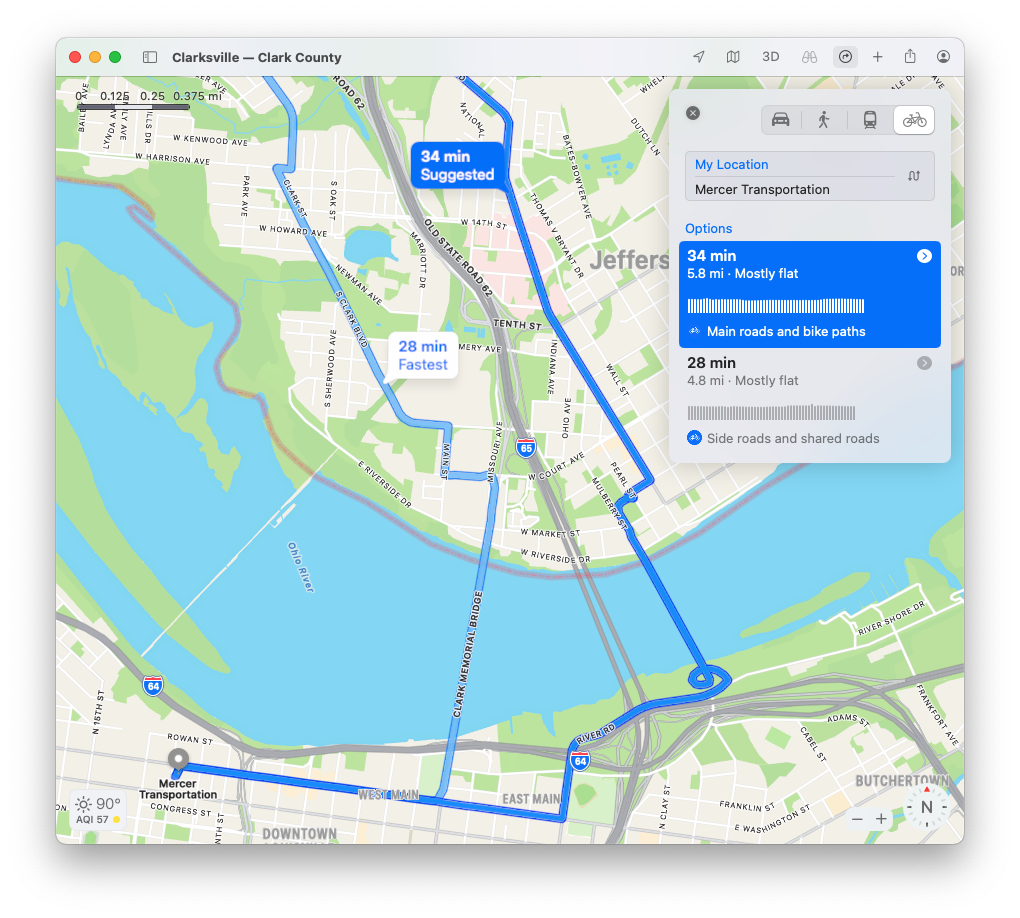 Clarksville — Clark County
3D
0 0.125 0.25 0.375 mi
My Location
Mercer Transportation
Options
34 min
5.8 mi · Mostly flat
Main roads and bike paths
28 min
4.8 mi · Mostly flat
Side roads and shared roads
34 min
Suggested
28 min
Fastest
LYNDA AV
W KENWOOD AVE
W HARRISON AVE
PARK AVE
CLARK ST
S OAK ST
W HOWARD AVE
NEWMAN AVE
MARRIOTT DR
S CLARK BLVD
S SHERWOOD AVE
ROAD 62
NATIONAL
OLD STATE ROAD 62
W 14TH ST
BATES-BOWYER AVE
DUTCH LN
THOMAS V BRYANT DR
Jeffers
TENTH ST
MERY AVE
INDIANA AVE
OHIO AVE
WALL ST
MAIN ST
MISSOURI AVE
65
W COURT AVE
PEARL ST
MULBERRY ST
E RIVERSIDE DR
W MARKET ST
W RIVERSIDE DR
Ohio River
CLARK MEMORIAL BRIDGE
RIVER SHORE DR
64
N 15TH ST
ROWAN ST
Mercer
Transportation
CONGRESS ST
WEST MAIN
EAST MAIN
DOWNTOWN
RIVER RD
64
ADAMS ST
CABEL ST
FRANKFORT AVE
BUTCHERTOWN
N CLAY ST
FRANKLIN ST
E WASHINGTON ST
90°
AQI 57
N